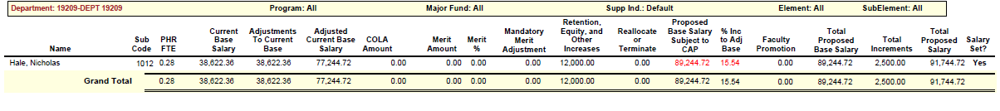 Department: 19209-DEPT 19209 Program: All Major Fund: All Supp Ind.: Default Element: All SubElement: All
Retention, Proposed
Current Adjustments Adjusted Mandatory Equity, and Reallocate Base Salary % Inc Total Total
Sub PHR Base To Current Current Base COLA Merit Merit Merit Other or Subject to to Adj Faculty Proposed Total Proposed Salary
Name Code FTE Salary Base Salary Amount Amount % Adjustment Increases Terminate CAP Base Promotion Base Salary Increments Salary Set?
Hale, Nicholas 1012 0.28 38,622.36 38,622.36 77,244.72 0.00 0.00 0.00 0.00 12,000.00 0.00 89,244.72 15.54 0.00 89,244.72 2,500.00 91,744.72 Yes
Grand Total 0.28 38,622.36 38,622.36 77,244.72 0.00 0.00 0.00 0.00 12,000.00 0.00 89,244.72 15.54 0.00 89,244.72 2,500.00 91,744.72